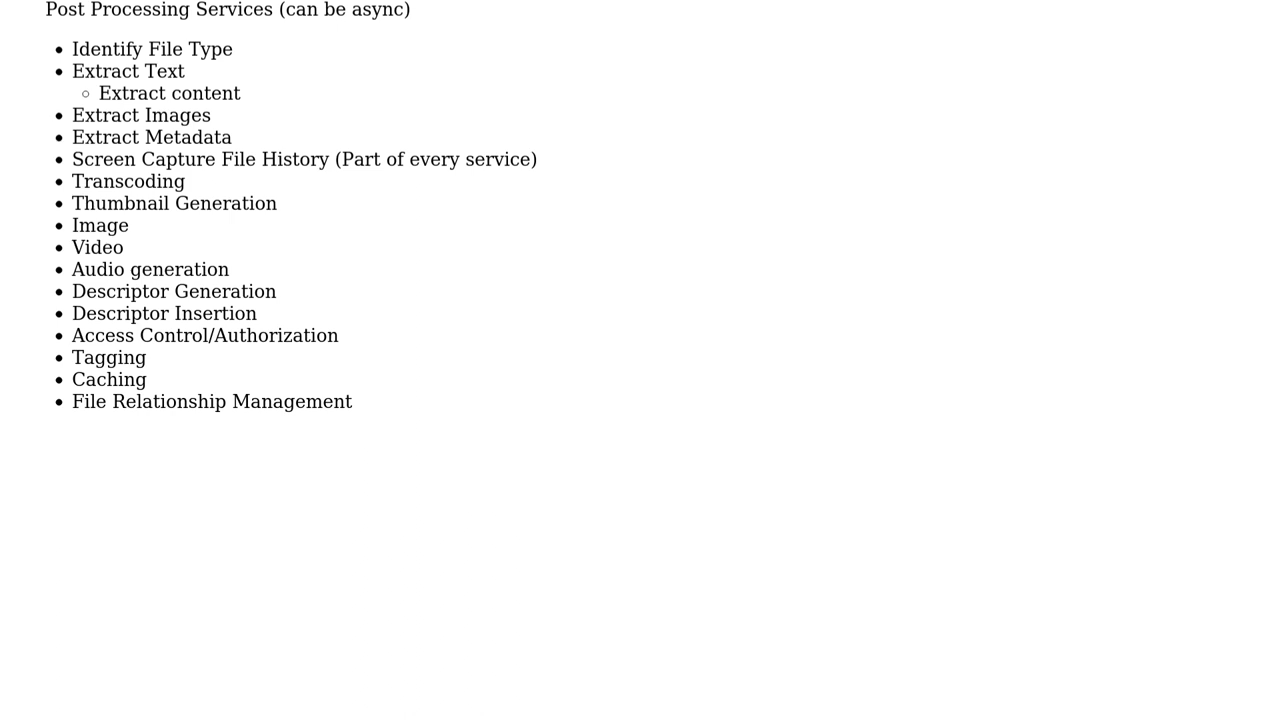 Post Processing Services (can be async)
Identify File Type
Extract Text
Extract content
Extract Images
Extract Metadata
Screen Capture File History (Part of every service)
Transcoding
Thumbnail Generation
Image
Video
Audio generation
Descriptor Generation
Descriptor Insertion
Access Control/Authorization
Tagging
Caching
File Relationship Management